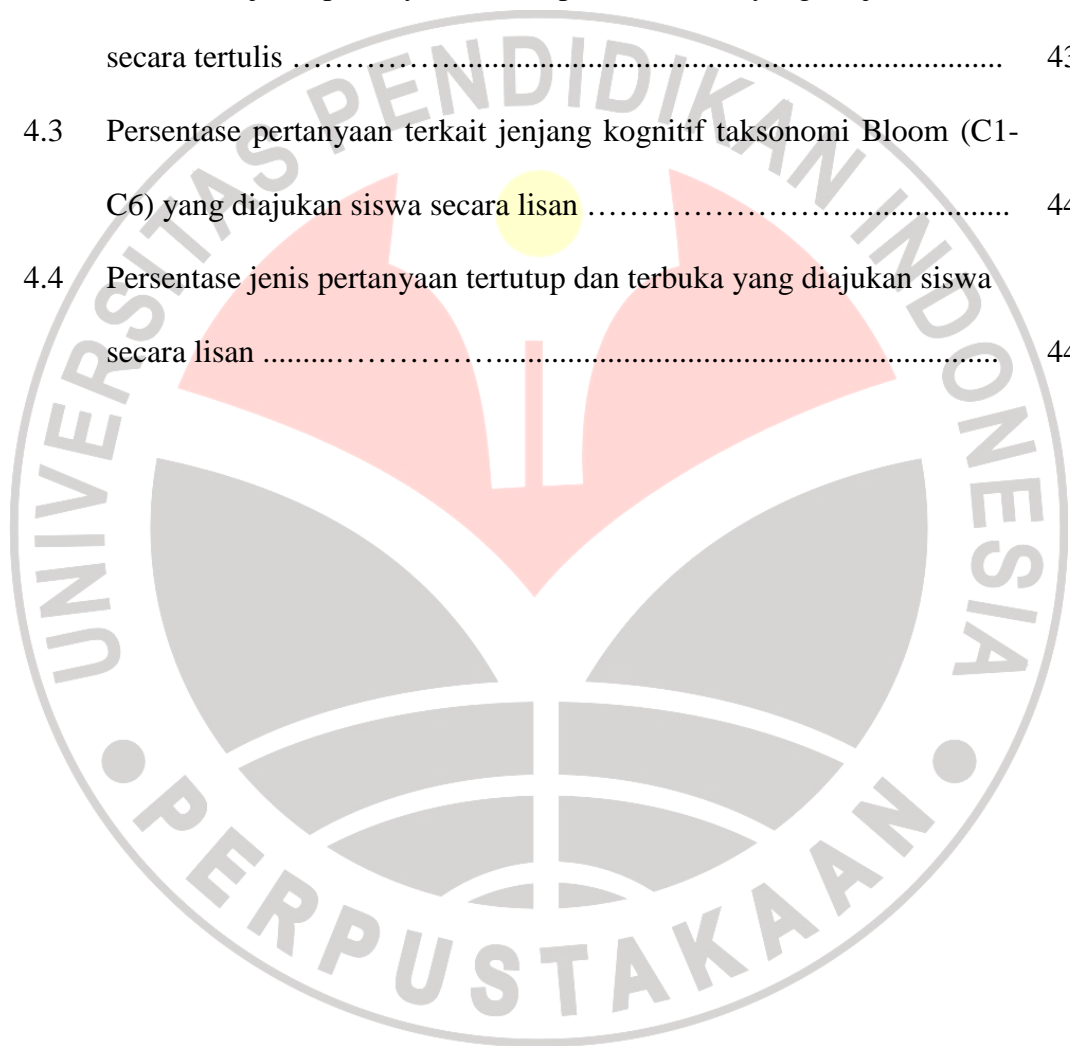 secara tertulis ……………............................................................................ 43
4.3 Persentase pertanyaan terkait jenjang kognitif taksonomi Bloom (C1-
C6) yang diajukan siswa secara lisan ……………………..................... 44
4.4 Persentase jenis pertanyaan tertutup dan terbuka yang diajukan siswa
secara lisan .........………………................................................................... 44
UNIVERSITAS PENDIDIKAN INDONESIA
PERPUSTAKAAN